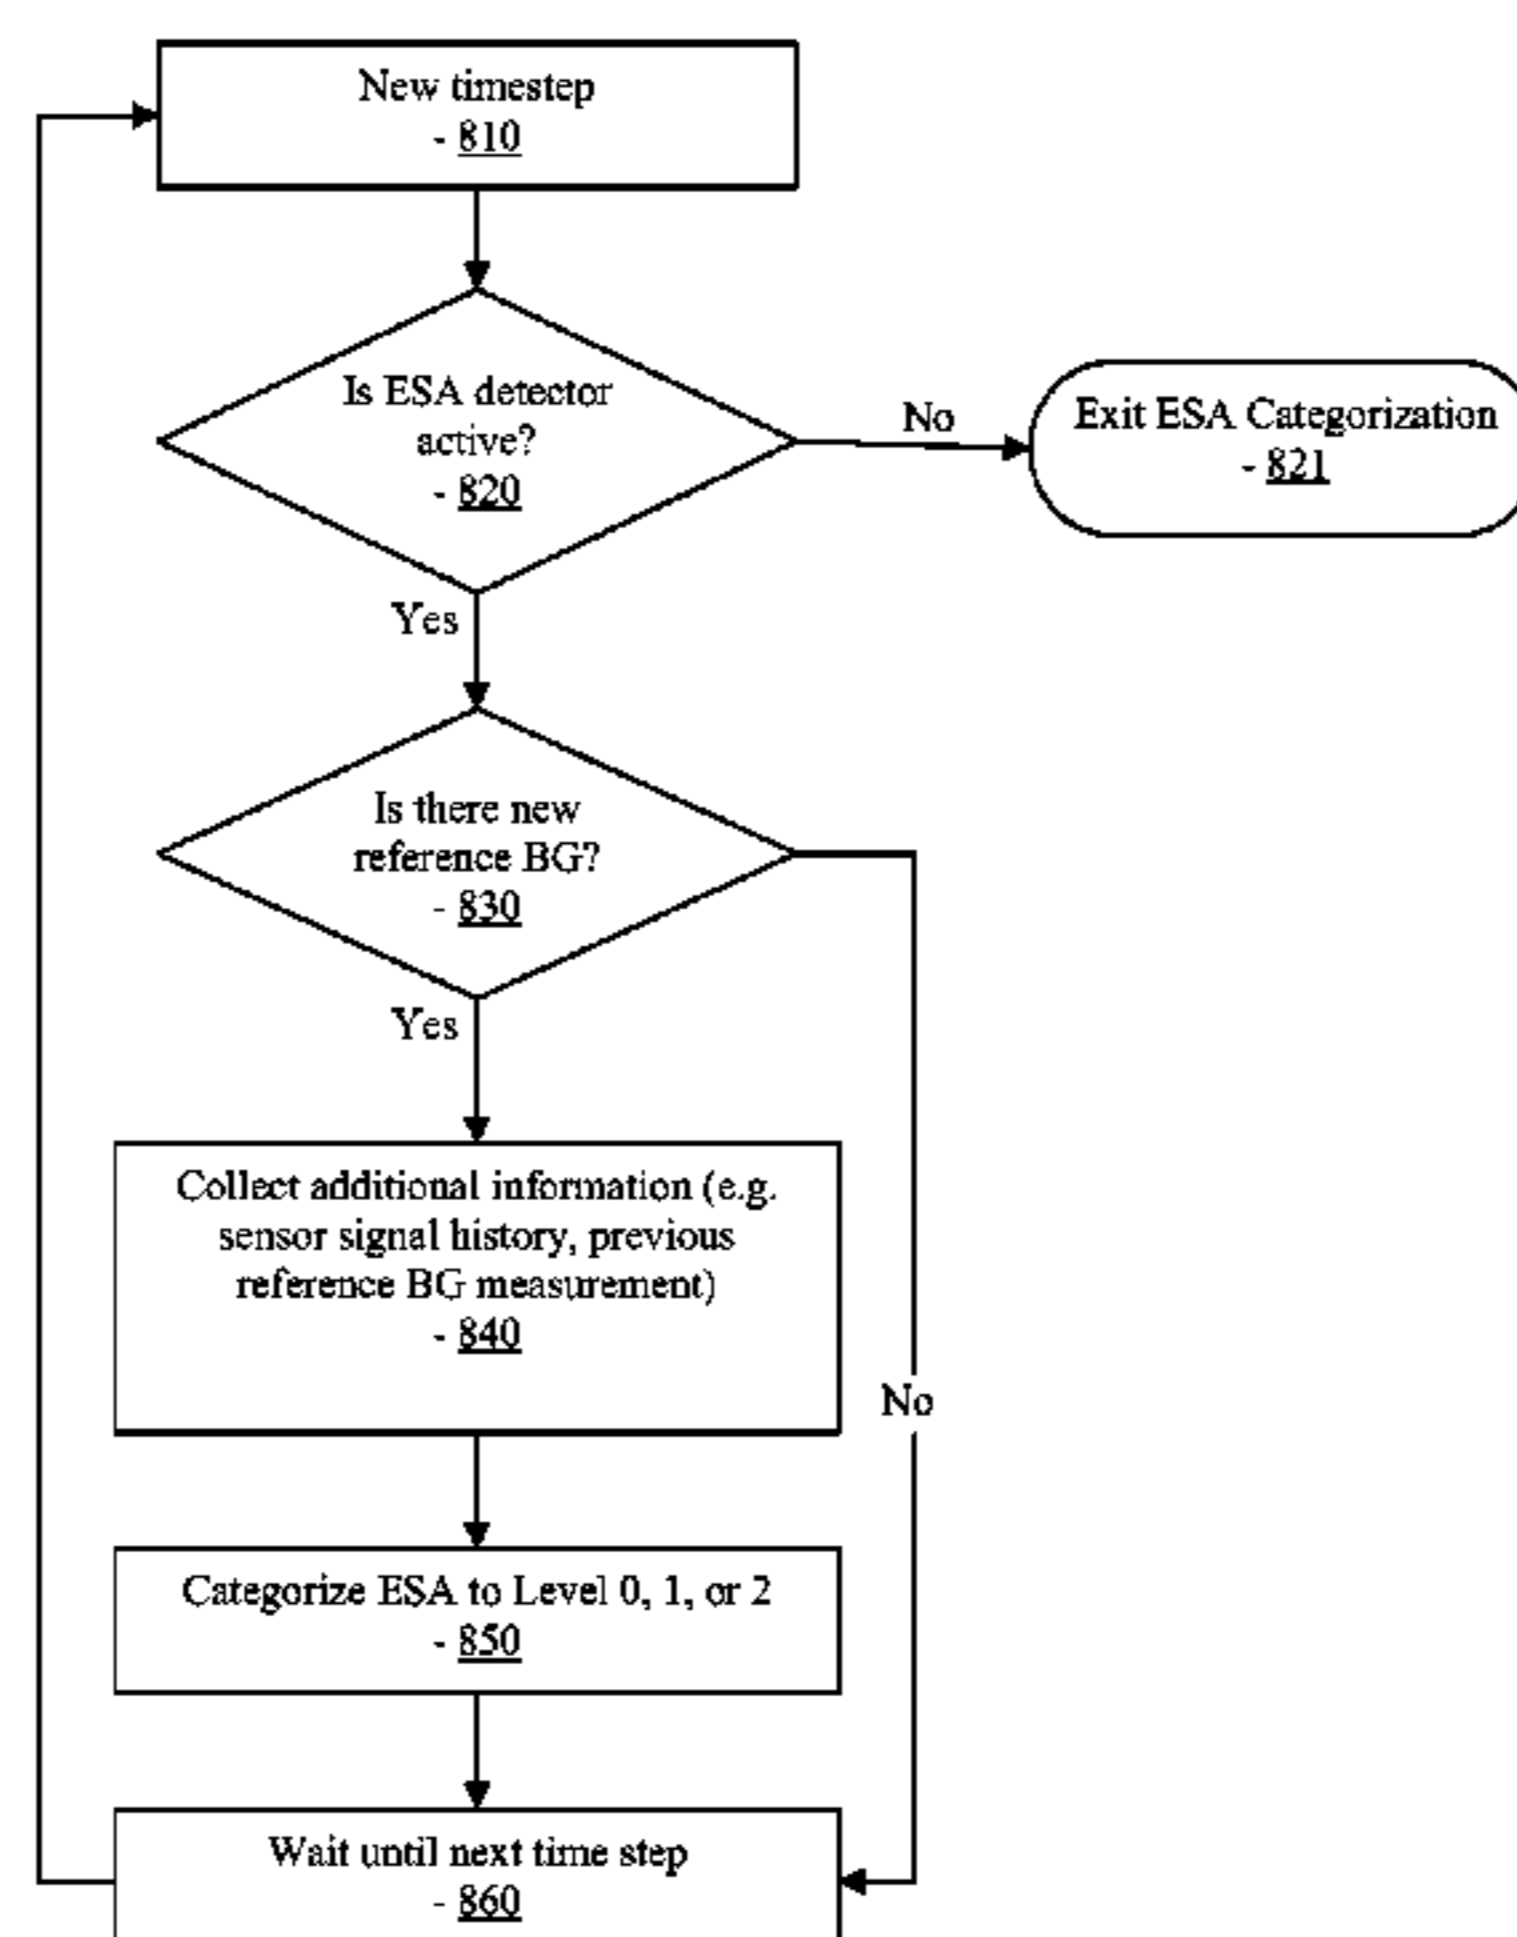 New timestep
- 810
Is ESA detector
active?
- 820
No
Exit ESA Categorization
- 821
Yes
Is there new
reference BG?
- 830
Yes
Collect additional information (e.g.
sensor signal history, previous
reference BG measurement)
- 840
No
Categorize ESA to Level 0, 1, or 2
- 850
Wait until next time step
- 860